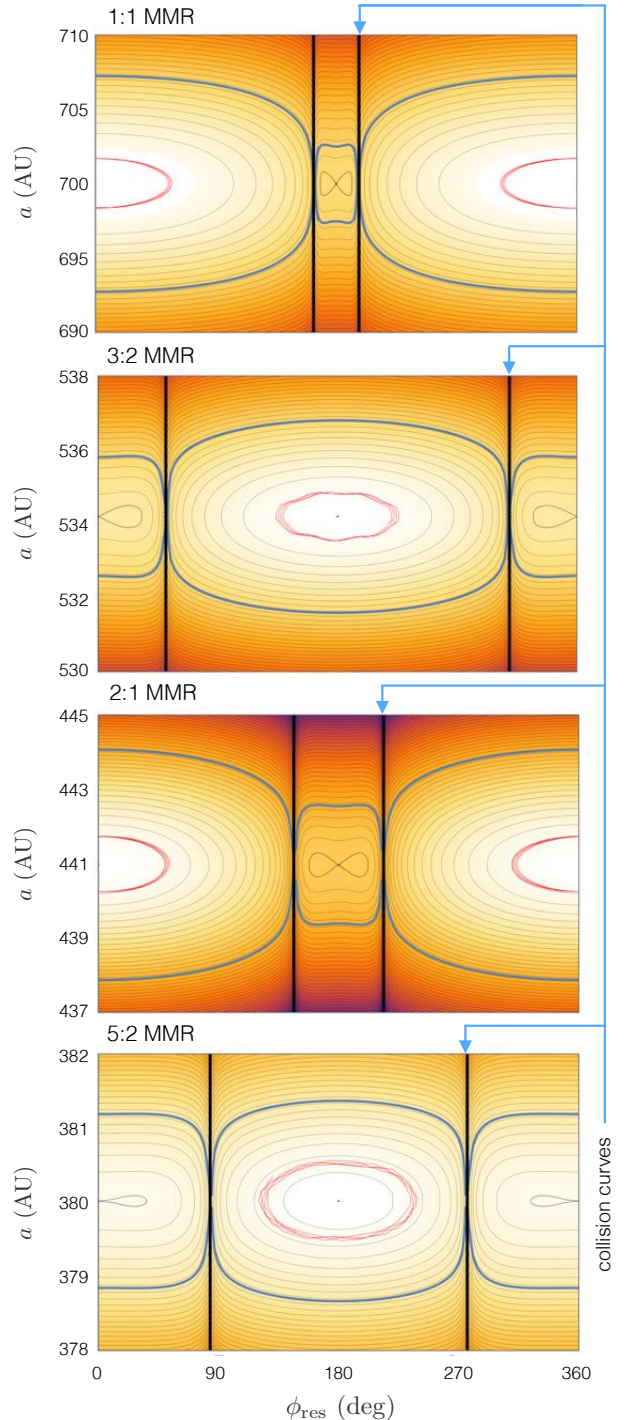 1:1 MMR
710
705
700
695
690
a (AU)
3:2 MMR
538
536
534
532
530
a (AU)
2:1 MMR
445
443
441
439
437
a (AU)
5:2 MMR
382
381
380
379
378
a (AU)
0 90 180 270 360
ϕres (deg)
collision curves